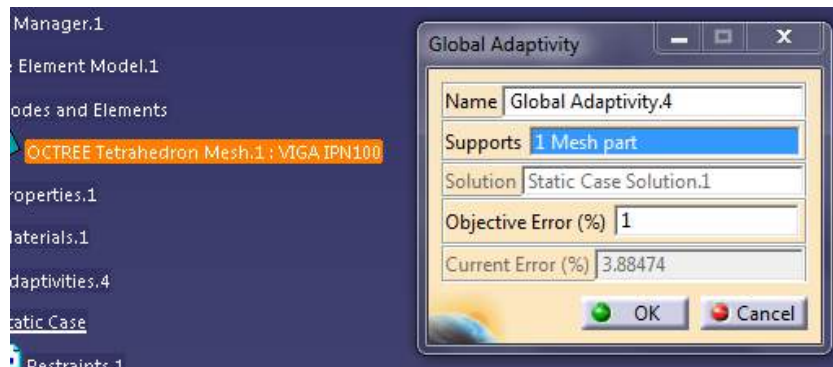 Manager.1
Element Model.1
odes and Elements
OCTREE Tetrahedron Mesh.1 : VIGA IPN100
roperties.1
laterials.1
daptivities.4
tatic Case
Restraints.1
Global Adaptivity
Name Global Adaptivity.4
Supports 1 Mesh part
Solution Static Case Solution.1
Objective Error (%) 1
Current Error (%) 3.88474
OK Cancel